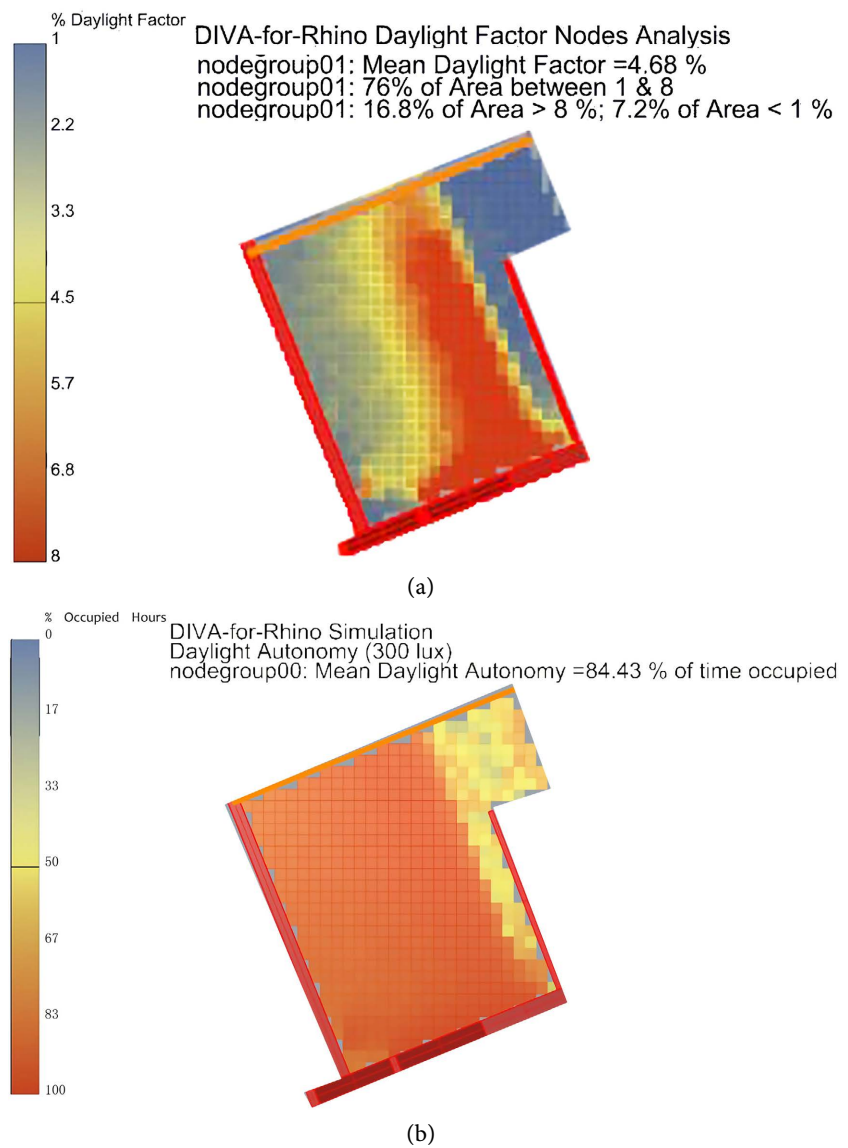 % Daylight Factor
1
2.2
3.3
4.5
5.7
6.8
8
DIVA-for-Rhino Daylight Factor Nodes Analysis
nodegroup01: Mean Daylight Factor =4.68 %
nodegroup01: 76% of Area between 1 & 8
nodegroup01: 16.8% of Area > 8 %; 7.2% of Area < 1 %
(a)
% Occupied Hours
0
17
33
50
67
83
100
DIVA-for-Rhino Simulation
Daylight Autonomy (300 lux)
nodegroup00: Mean Daylight Autonomy =84.43 % of time occupied
(b)